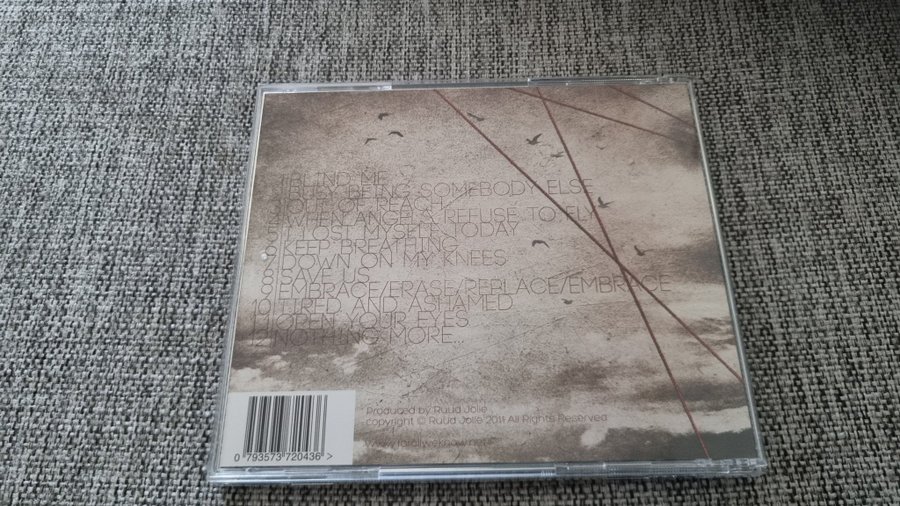 1 BLIND ME
2 BUSY BEING SOMEBODY ELSE
3 OUT OF REACH
4 WHEN ANGELS REFUSE TO FLY
5 I LOST MYSELF TODAY
6 KEEP BREATHING
7 DOWN ON MY KNEES
8 SAVE US
9 EMBRACE/ERASE/REPLACE/EMBRACE
10 TIRED AND ASHAMED
11 OPEN YOUR EYES
12 NOTHING MORE...
Produced by Ruud Jolie
copyright © Ruud Jolie 2011 All Rights Reserved
www.forallweknow.net
0 793573 720436 >